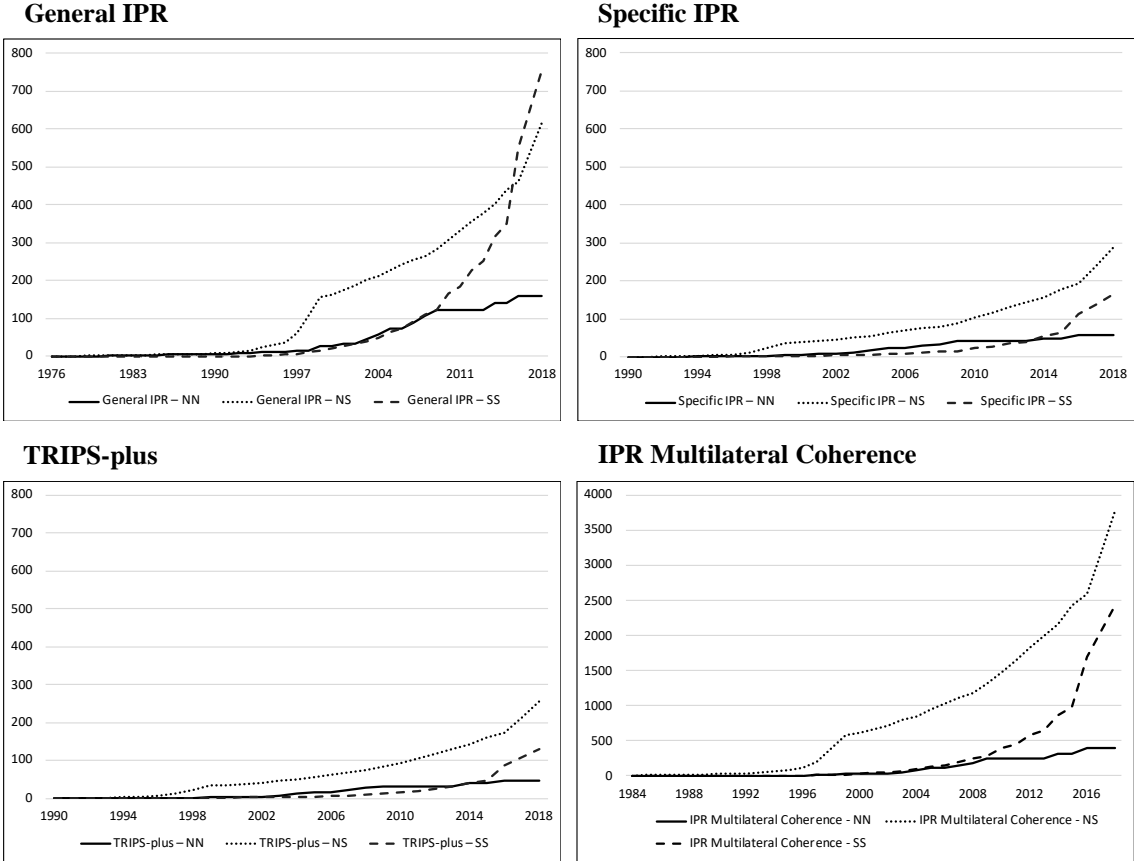 General IPR
800
700
600
500
400
300
200
100
0
1976 1983 1990 1997 2004 2011 2018
General IPR – NN General IPR – NS General IPR – SS
Specific IPR
800
700
600
500
400
300
200
100
0
1990 1994 1998 2002 2006 2010 2014 2018
Specific IPR – NN Specific IPR – NS Specific IPR – SS
TRIPS-plus
800
700
600
500
400
300
200
100
0
1990 1994 1998 2002 2006 2010 2014 2018
TRIPS-plus – NN TRIPS-plus – NS TRIPS-plus – SS
IPR Multilateral Coherence
4000
3500
3000
2500
2000
1500
1000
500
0
1984 1988 1992 1996 2000 2004 2008 2012 2016
IPR Multilateral Coherence - NN IPR Multilateral Coherence - NS
IPR Multilateral Coherence - SS